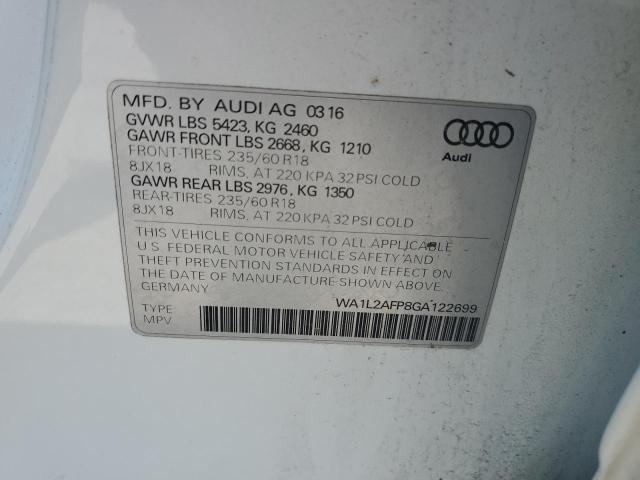 MFD. BY AUDI AG 0316
GVWR LBS 5423, KG 2460
GAWR FRONT LBS 2668, KG 1210
FRONT-TIRES 235/60 R18
8JX18 RIMS, AT 220 KPA 32 PSI COLD
GAWR REAR LBS 2976, KG 1350
REAR-TIRES 235/60 R18
8JX18 RIMS, AT 220 KPA 32 PSI COLD
Audi
THIS VEHICLE CONFORMS TO ALL APPLICABLE
U.S. FEDERAL MOTOR VEHICLE SAFETY AND
THEFT PREVENTION STANDARDS IN EFFECT ON
THE DATE OF MANUFACTURE SHOWN ABOVE.
GERMANY
WA1L2AFP8GA122699
TYPE
MPV